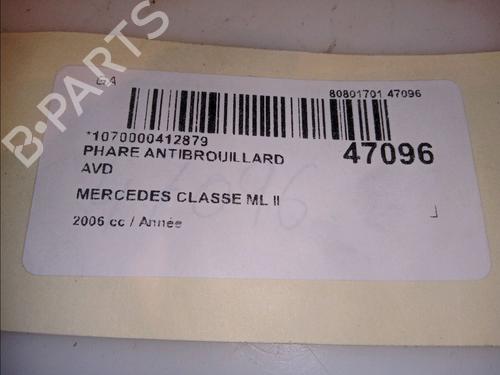 B-PARTS
GA
80801701 47096
*1070000412879
PHARE ANTIBROUILLARD
47096
AVD
MERCEDES CLASSE ML II
2006 cc / Année